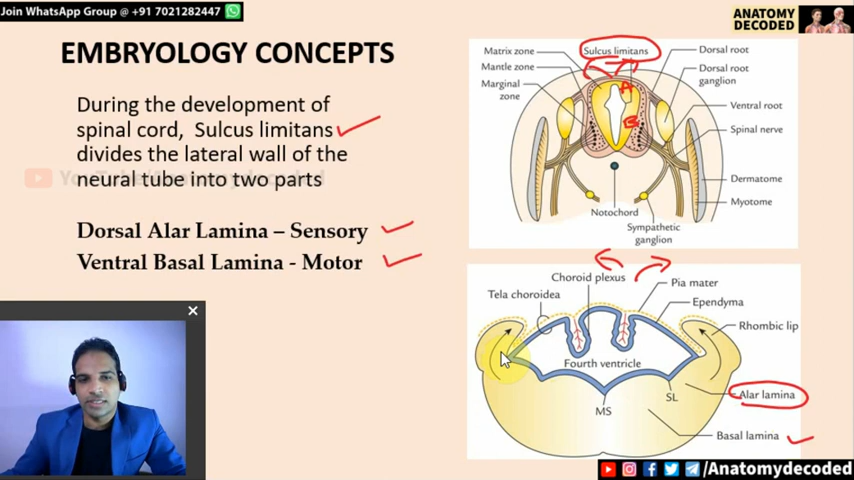 Join WhatsApp Group @ +91 7021282447
ANATOMY
DECODED
EMBRYOLOGY CONCEPTS
During the development of
spinal cord, Sulcus limitans
divides the lateral wall of the
neural tube into two parts
YouTube/Anatomydecoded
Dorsal Alar Lamina – Sensory
Ventral Basal Lamina - Motor
Matrix zone
Sulcus limitans
Dorsal root
Mantle zone
Dorsal root
ganglion
Marginal
zone
A
B
Ventral root
Spinal nerve
Dermatome
Myotome
Notochord
Sympathetic
ganglion
Choroid plexus
Pia mater
Tela choroidea
Ependyma
Rhombic lip
Fourth ventricle
SL
Alar lamina
MS
Basal lamina
/Anatomydecoded